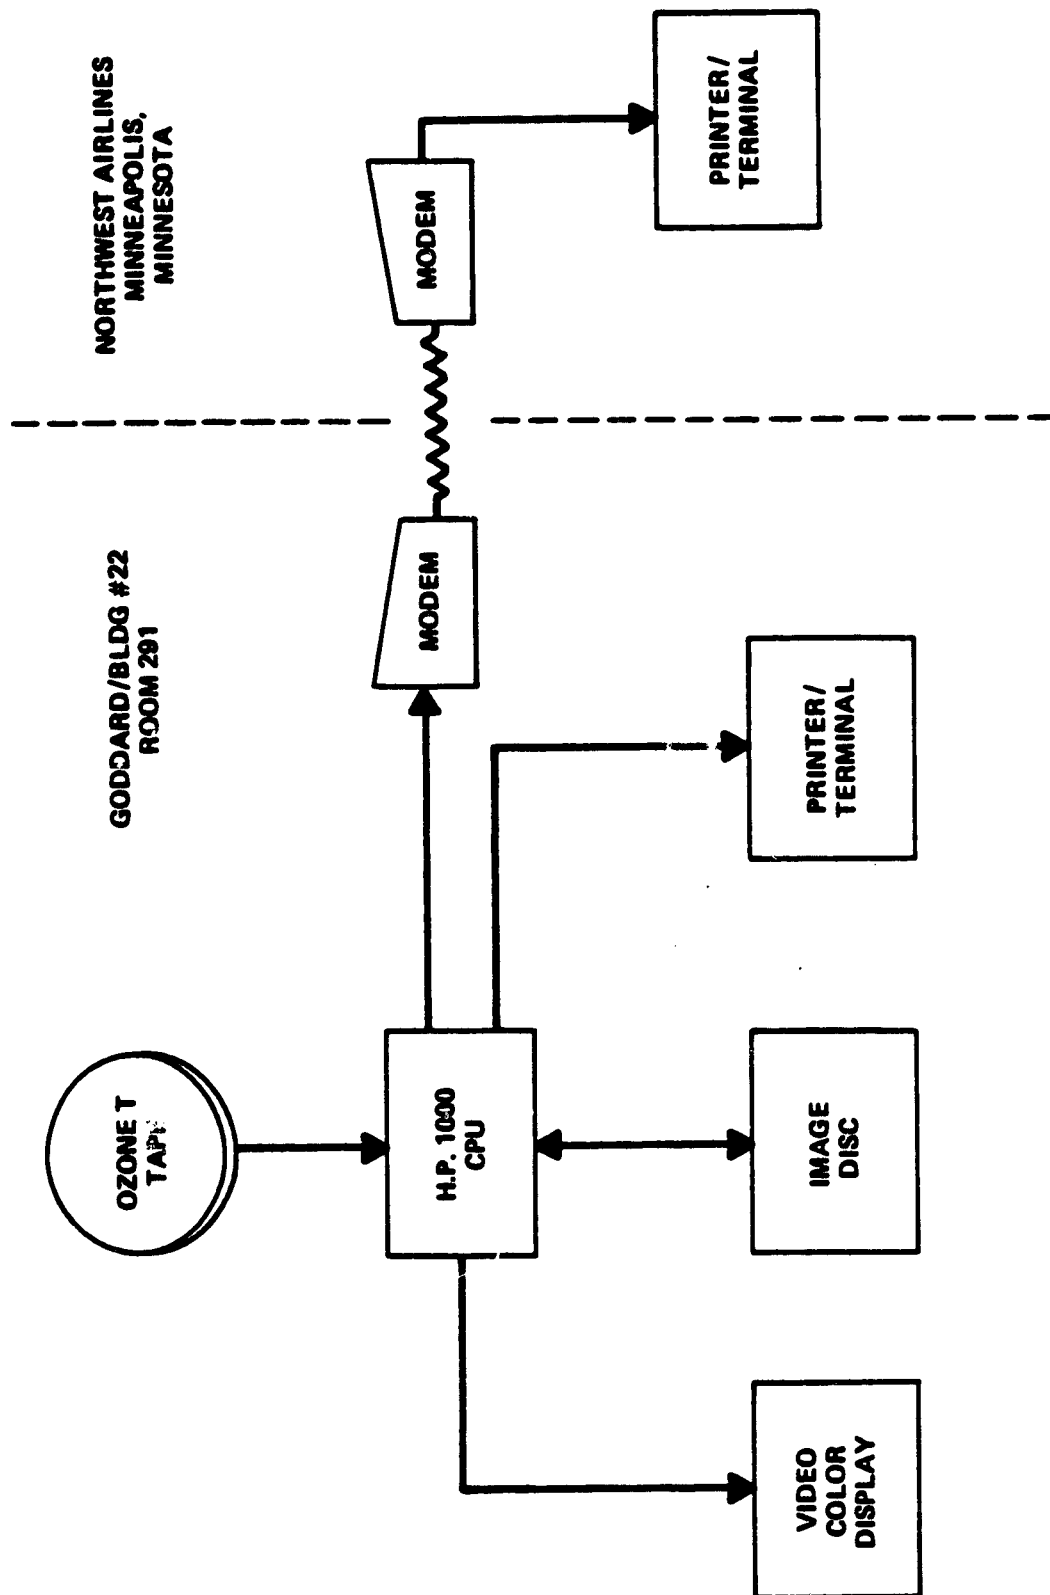 GODDARD/BLDG #22
ROOM 291
NORTHWEST AIRLINES
MINNEAPOLIS,
MINNESOTA
OZONE T
TAPE
H.P. 1000
CPU
MODEM
MODEM
VIDEO
COLOR
DISPLAY
IMAGE
DISC
PRINTER/
TERMINAL
PRINTER/
TERMINAL